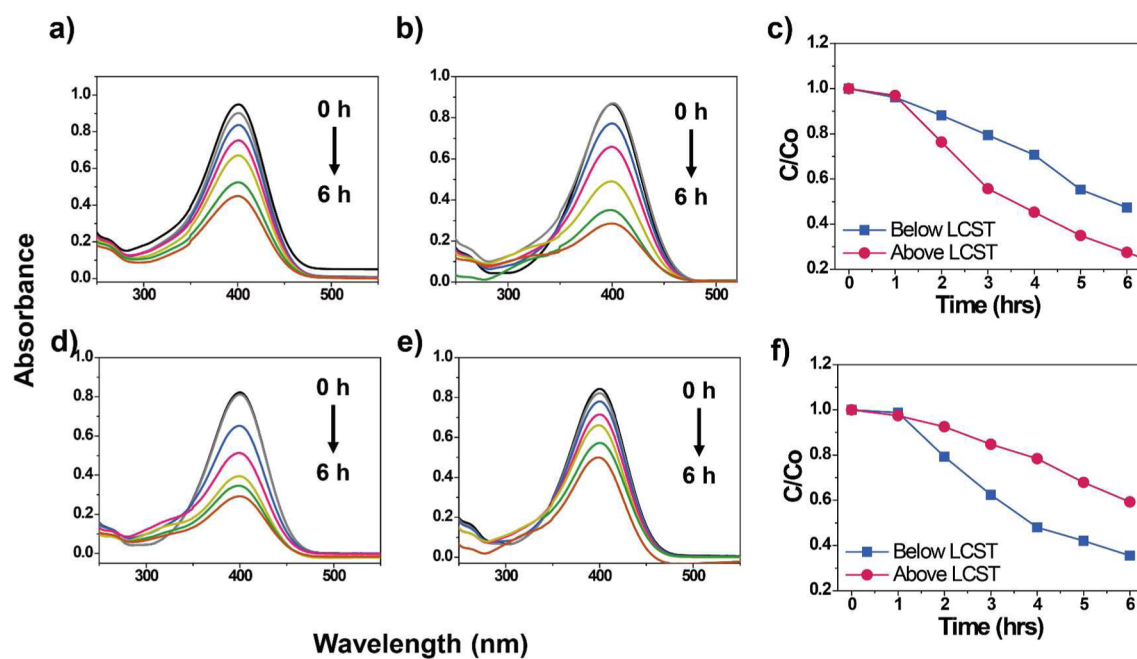 a)
1.0
0.8
0.6
0.4
0.2
0.0
300
400
500
0 h
6 h
b)
1.0
0.8
0.6
0.4
0.2
0.0
300
400
500
0 h
6 h
c)
C/Co
1.2
1.0
0.8
0.6
0.4
0.2
Below LCST
Above LCST
0 1 2 3 4 5 6
Time (hrs)
Absorbance
d)
1.0
0.8
0.6
0.4
0.2
0.0
300
400
500
0 h
6 h
e)
1.0
0.8
0.6
0.4
0.2
0.0
300
400
500
0 h
6 h
f)
C/Co
1.2
1.0
0.8
0.6
0.4
0.2
Below LCST
Above LCST
0 1 2 3 4 5 6
Time (hrs)
Wavelength (nm)